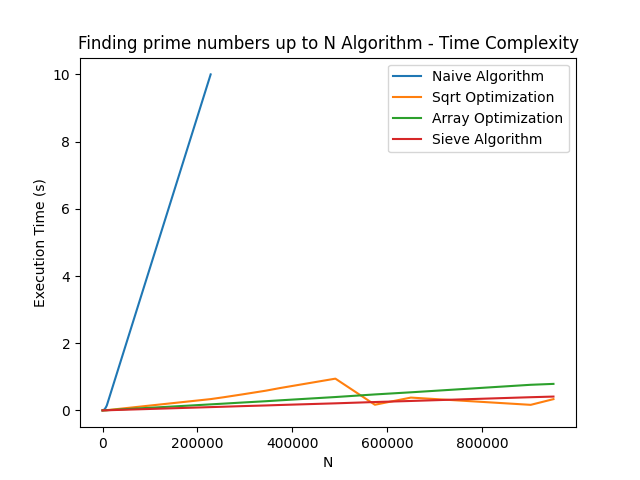 Finding prime numbers up to N Algorithm - Time Complexity
Naive Algorithm
Sqrt Optimization
Array Optimization
Sieve Algorithm
Execution Time (s)
10
8
6
4
2
0
0 200000 400000 600000 800000
N